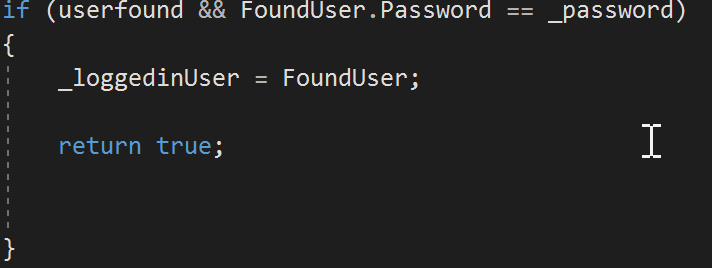 if (userfound && FoundUser.Password == _password)
{
_loggedinUser = FoundUser;
return true;
}